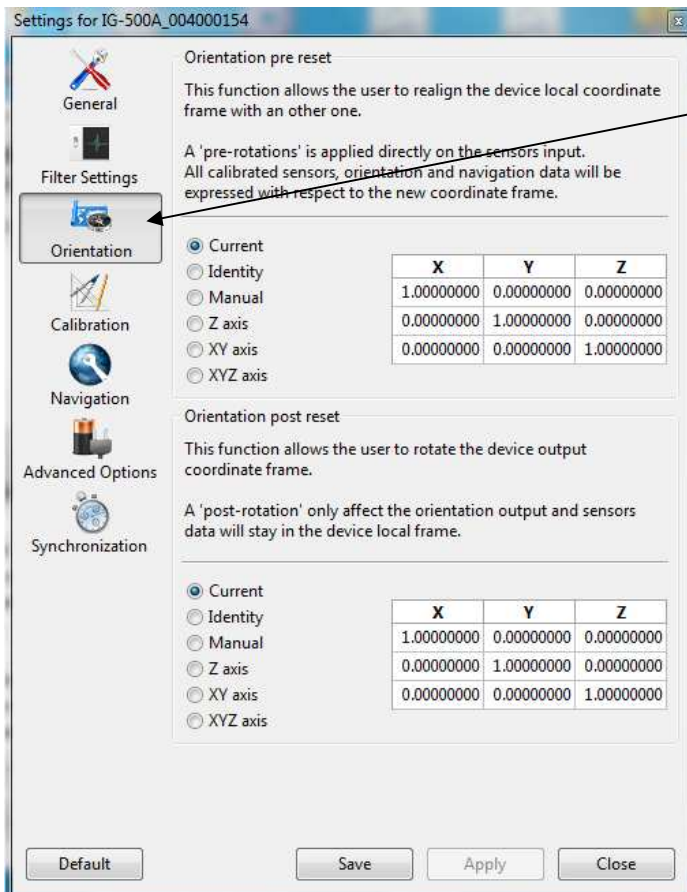 Settings for IG-500A_004000154
General
Filter Settings
Orientation
Calibration
Navigation
Advanced Options
Synchronization
Orientation pre reset
This function allows the user to realign the device local coordinate
frame with an other one.
A 'pre-rotations' is applied directly on the sensors input.
All calibrated sensors, orientation and navigation data will be
expressed with respect to the new coordinate frame.
Current
Identity
Manual
Z axis
XY axis
XYZ axis
X Y Z
1.00000000 0.00000000 0.00000000
0.00000000 1.00000000 0.00000000
0.00000000 0.00000000 1.00000000
Orientation post reset
This function allows the user to rotate the device output
coordinate frame.
A 'post-rotation' only affect the orientation output and sensors
data will stay in the device local frame.
Current
Identity
Manual
Z axis
XY axis
XYZ axis
X Y Z
1.00000000 0.00000000 0.00000000
0.00000000 1.00000000 0.00000000
0.00000000 0.00000000 1.00000000
Default Save Apply Close